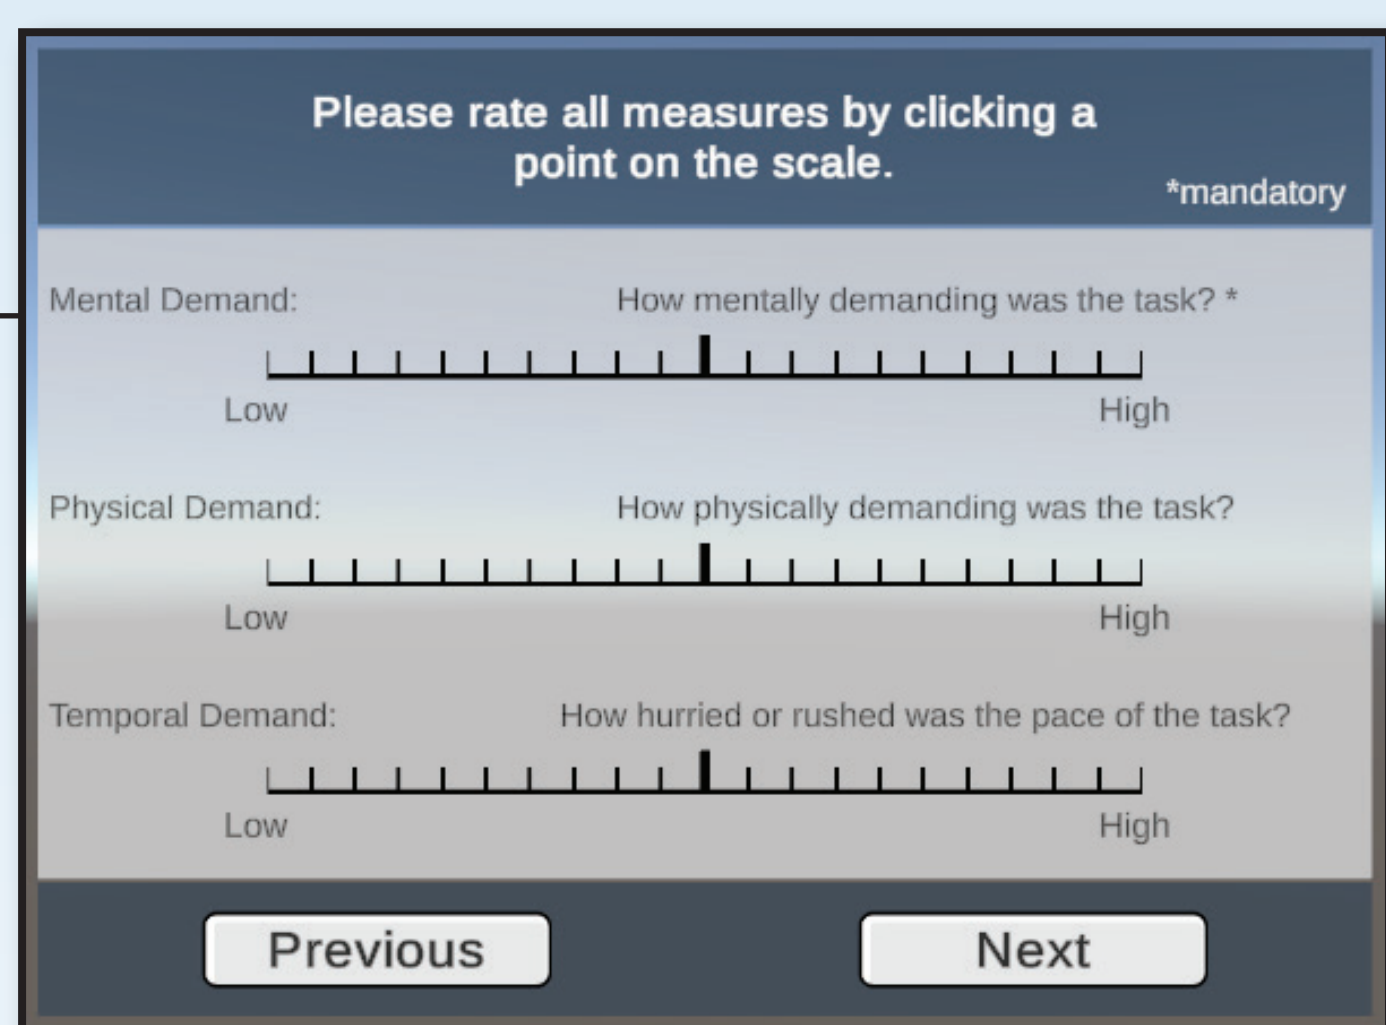 Please rate all measures by clicking a
point on the scale.
*mandatory
Mental Demand: How mentally demanding was the task? *
Low High
Physical Demand: How physically demanding was the task?
Low High
Temporal Demand: How hurried or rushed was the pace of the task?
Low High
Previous Next